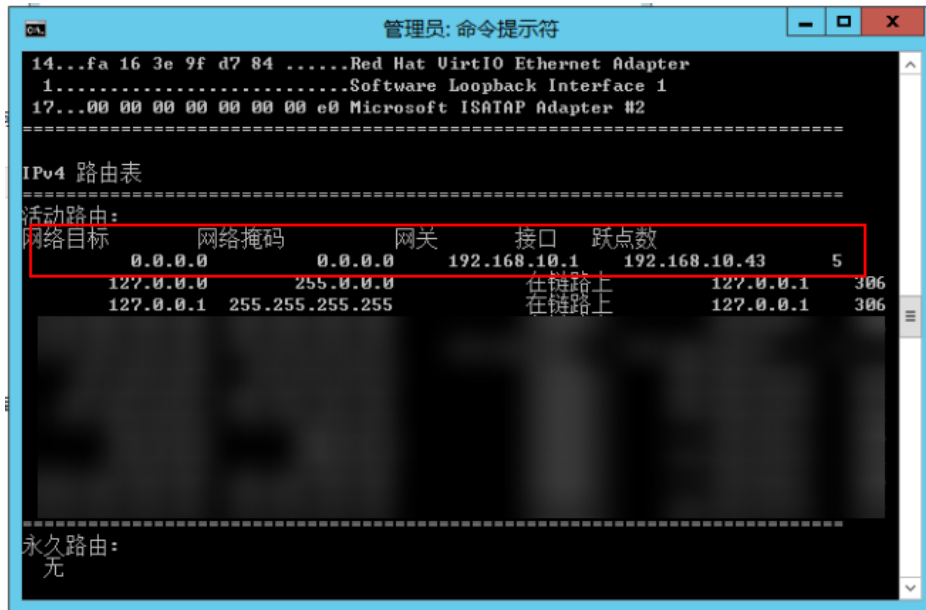 管理员: 命令提示符
14...fa 16 3e 9f d7 84 ......Red Hat VirtIO Ethernet Adapter
1...........................Software Loopback Interface 1
17...00 00 00 00 00 00 00 e0 Microsoft ISATAP Adapter #2
===========================================================================
IPv4 路由表
===========================================================================
活动路由:
网络目标 网络掩码 网关 接口 跃点数
0.0.0.0 0.0.0.0 192.168.10.1 192.168.10.43 5
127.0.0.0 255.0.0.0 在链路上 127.0.0.1 306
127.0.0.1 255.255.255.255 在链路上 127.0.0.1 306
===========================================================================
永久路由:
无